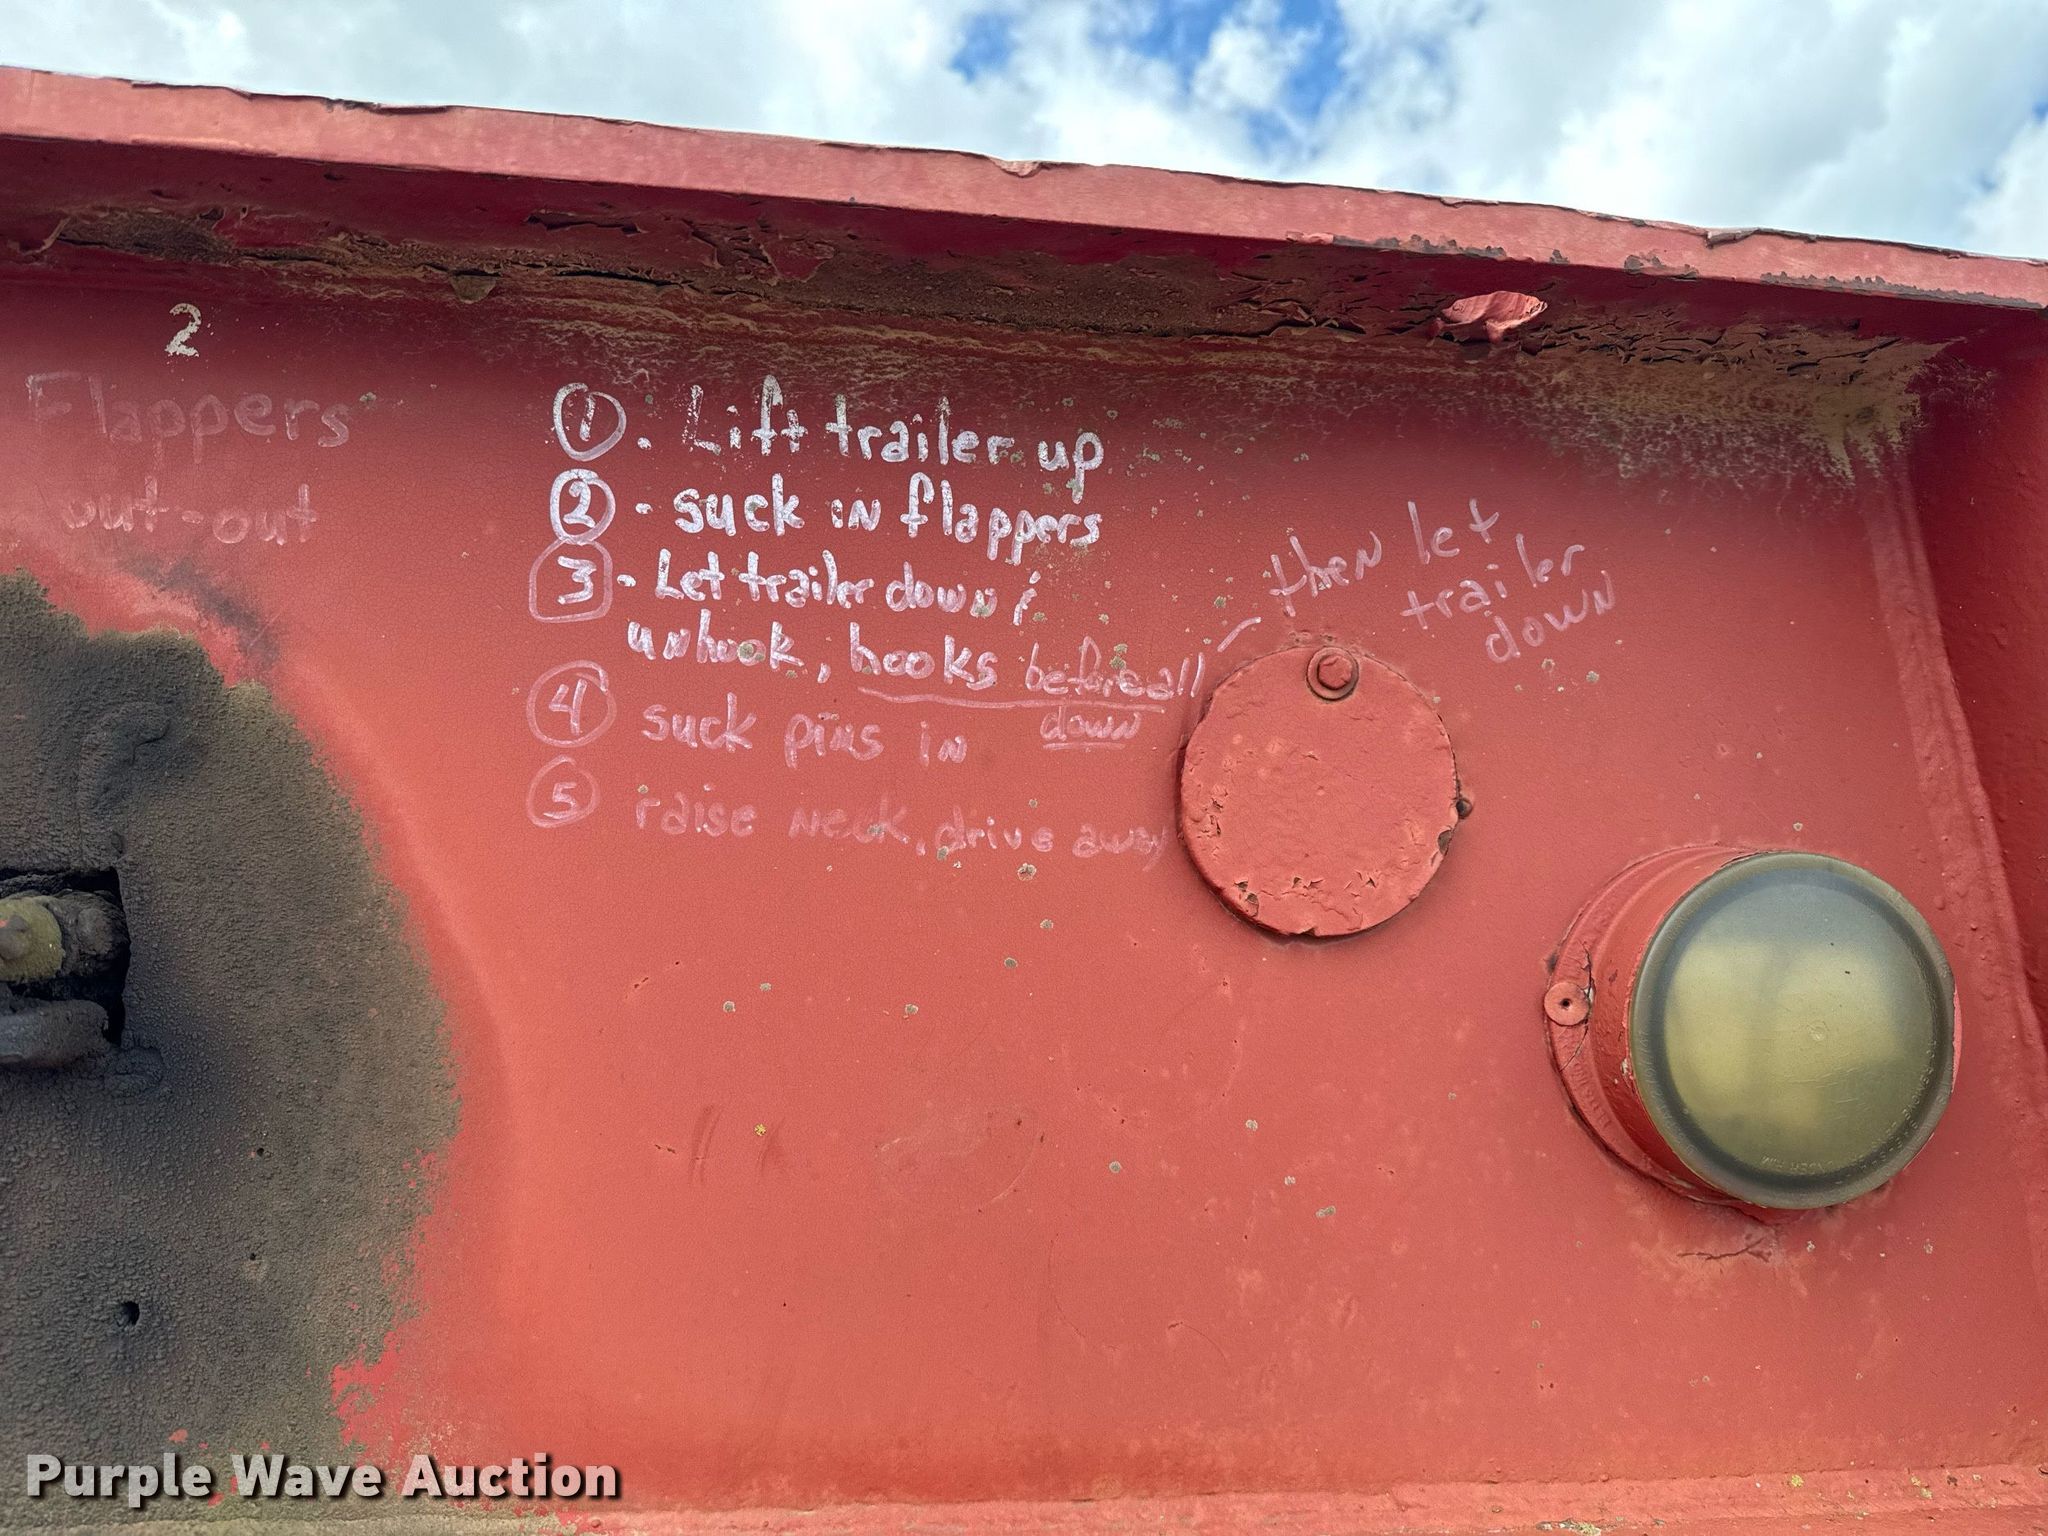 2
Flappers
out-out
1. Lift trailer up
2 - suck in flappers
3 - Let trailer down &
unhook, hooks before all
down
- then let
trailer
down
4 suck pins in
5 raise neck, drive away
Purple Wave Auction